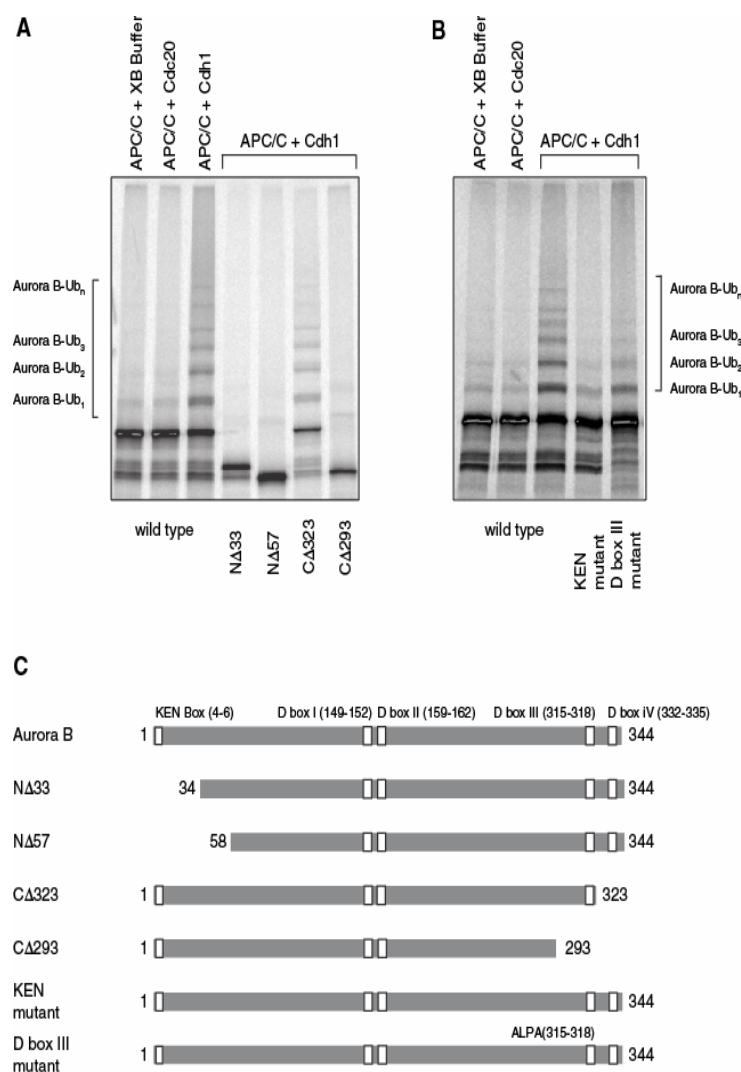 A
B
APC/C + XB Buffer
APC/C + Cdc20
APC/C + Cdh1
APC/C + Cdh1
Aurora B-Ubn
Aurora B-Ub3
Aurora B-Ub2
Aurora B-Ub1
wild type
NΔ33
NΔ57
CΔ323
CΔ293
APC/C + XB Buffer
APC/C + Cdc20
APC/C + Cdh1
Aurora B-Ubn
Aurora B-Ub3
Aurora B-Ub2
Aurora B-Ub1
wild type
KEN
mutant
D box III
mutant
C
KEN Box (4-6) D box I (149-152) D box II (159-162) D box III (315-318) D box iV (332-335)
Aurora B 1 344
NΔ33 34 344
NΔ57 58 344
CΔ323 1 323
CΔ293 1 293
KEN
mutant 1 344
ALPA(315-318)
D box III
mutant 1 344